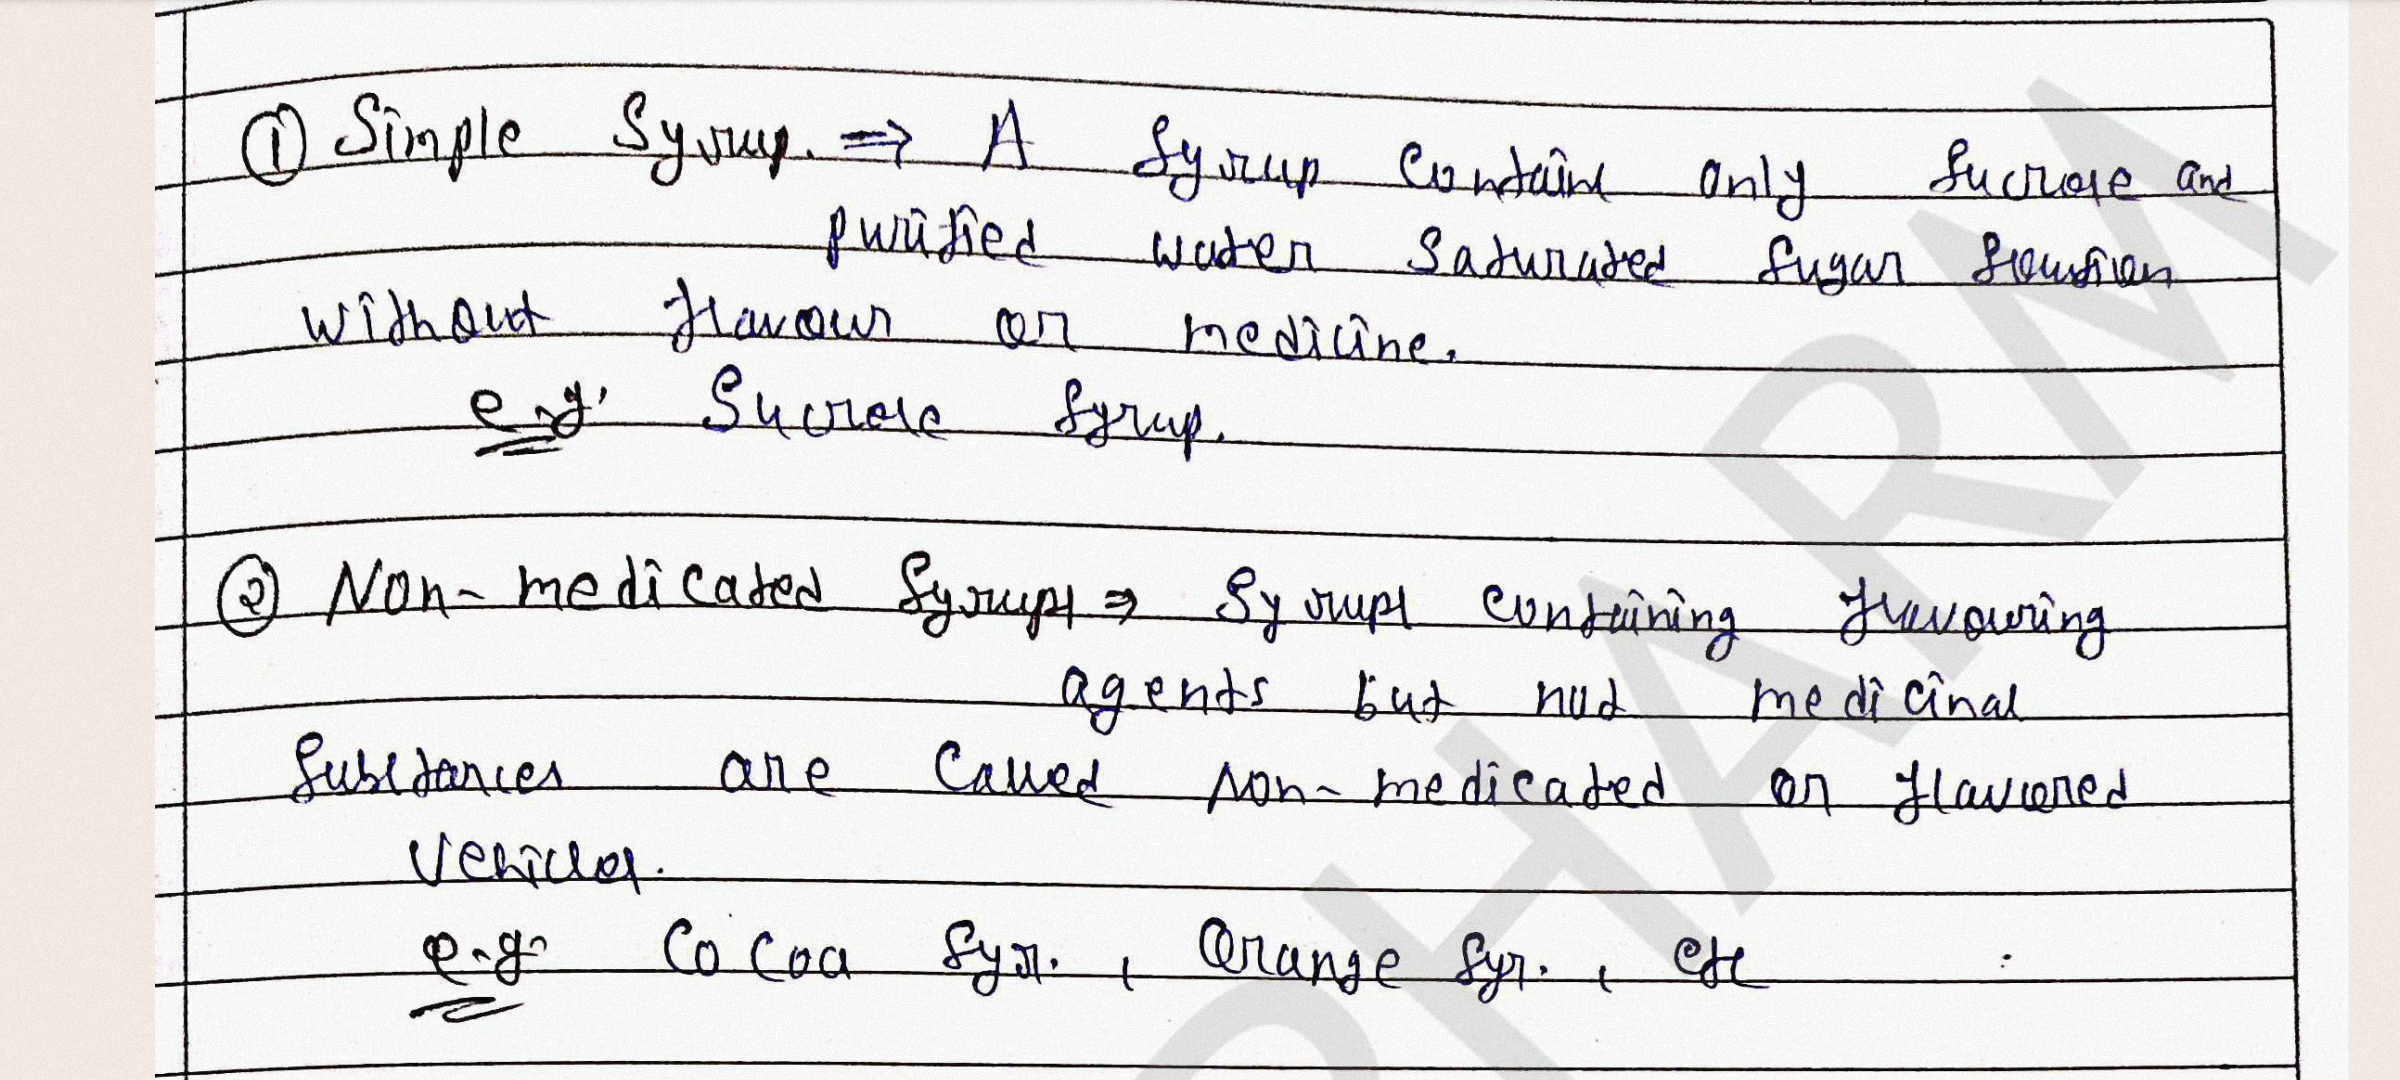 ① Simple Syrup. ⇒ A Syrup Contains only Sucrose and
purified water Saturated Sugar Solution
without flavour or medicine.
e.g. Sucrose Syrup.
② Non-medicated Syrups ⇒ Syrups containing flavouring
agents but not medicinal
Substances are Called Non-medicated or flavored
Vehicles.
e.g. Cocoa Syr. , Orange Syr. , etc
PHARM